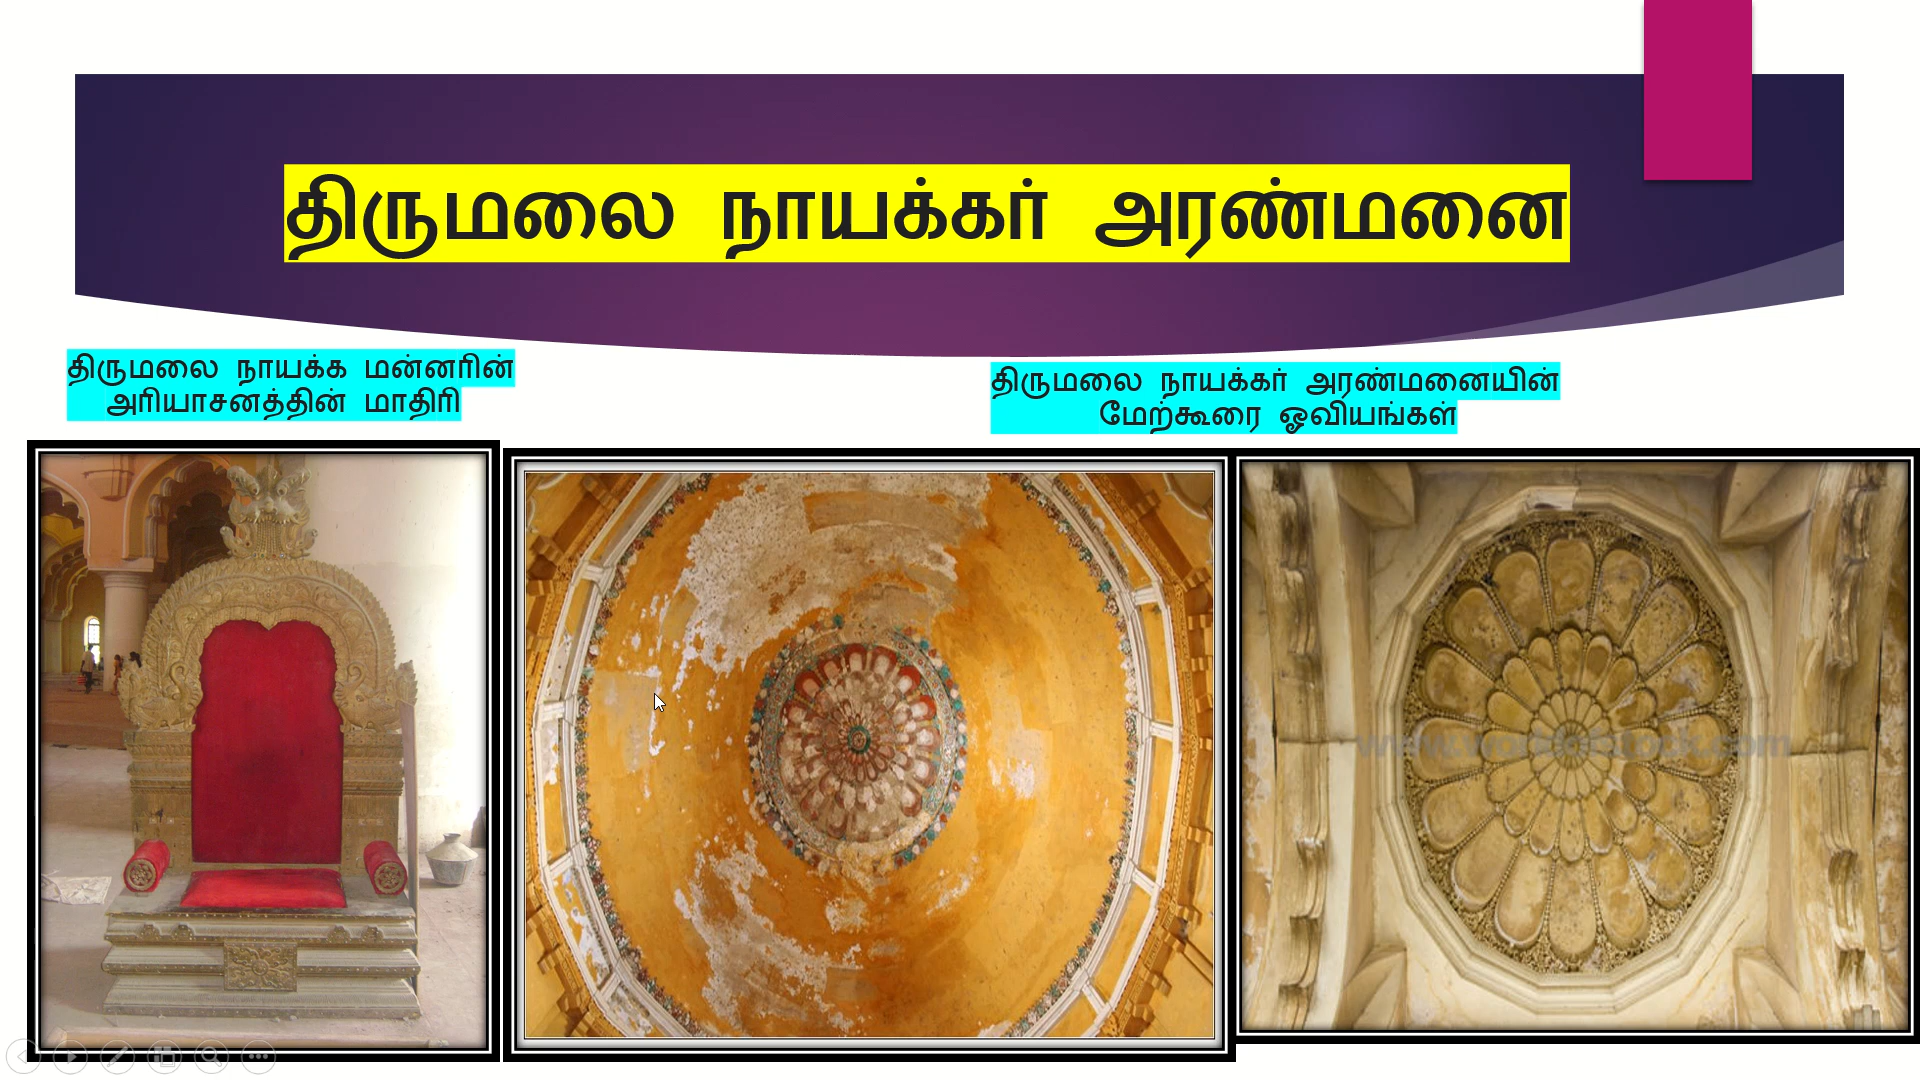 திருமலை நாயக்கர் அரண்மனை
திருமலை நாயக்க மன்னரின்
அரியாசனத்தின் மாதிரி
திருமலை நாயக்கர் அரண்மனையின்
மேற்கூரை ஓவியங்கள்